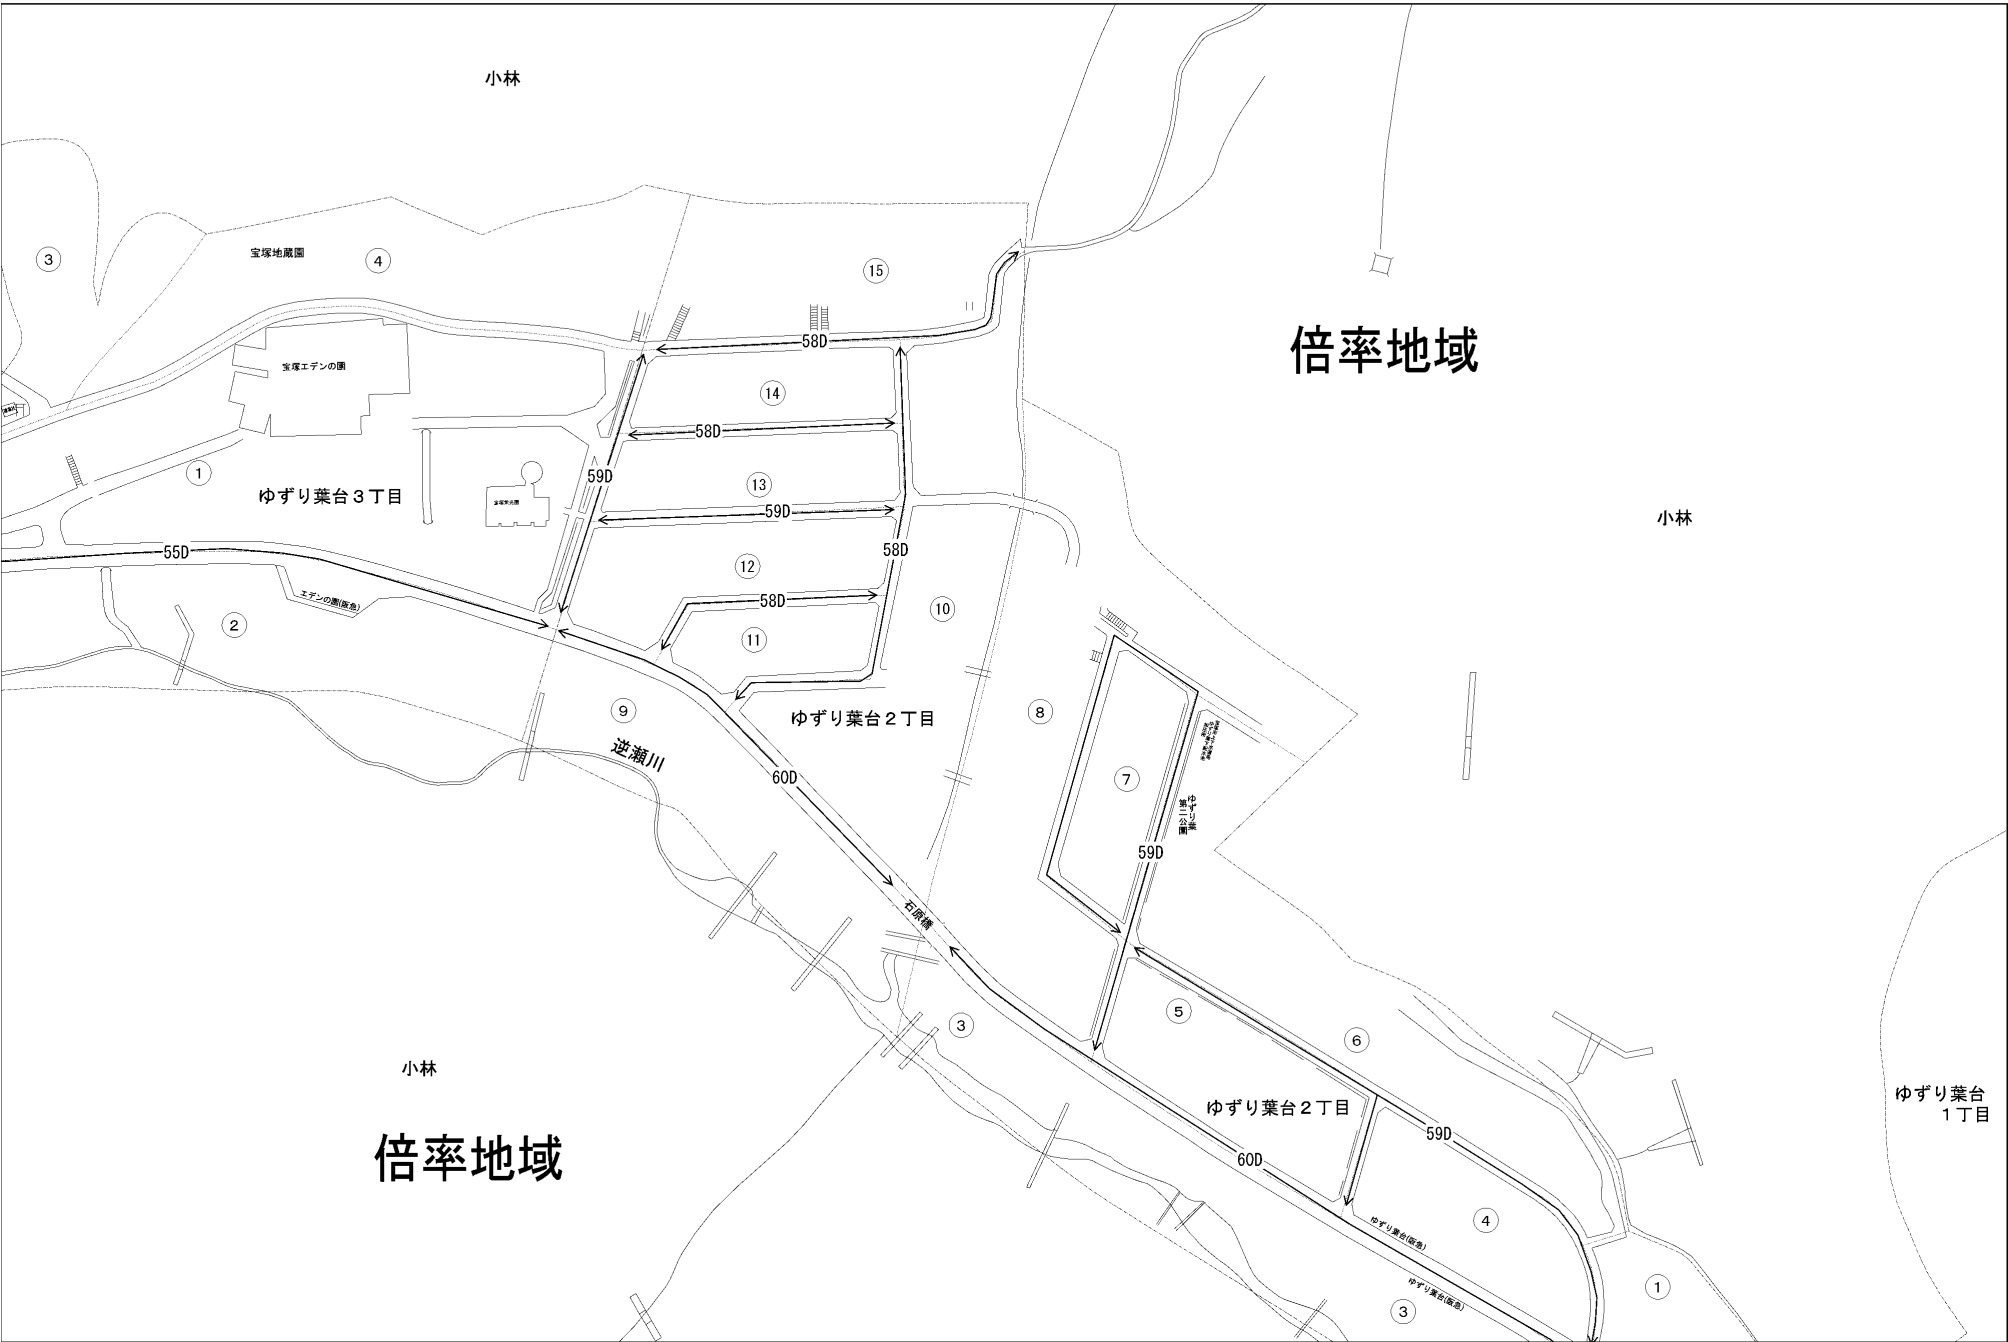 小林
③
宝塚地蔵園
④
⑮
58D
倍率地域
宝塚エデンの園
⑭
58D
①
ゆずり葉台3丁目
59D
⑬
59D
小林
55D
58D
⑫
エデンの園(阪急)
58D
⑩
②
⑪
⑨
ゆずり葉台2丁目
⑧
逆瀬川
60D
⑦
ゆずり葉
第二公園
59D
石原橋
③
⑤
⑥
小林
ゆずり葉台
1丁目
ゆずり葉台2丁目
59D
倍率地域
60D
④
ゆずり葉台(阪急)
①
ゆずり葉台(阪急)
③